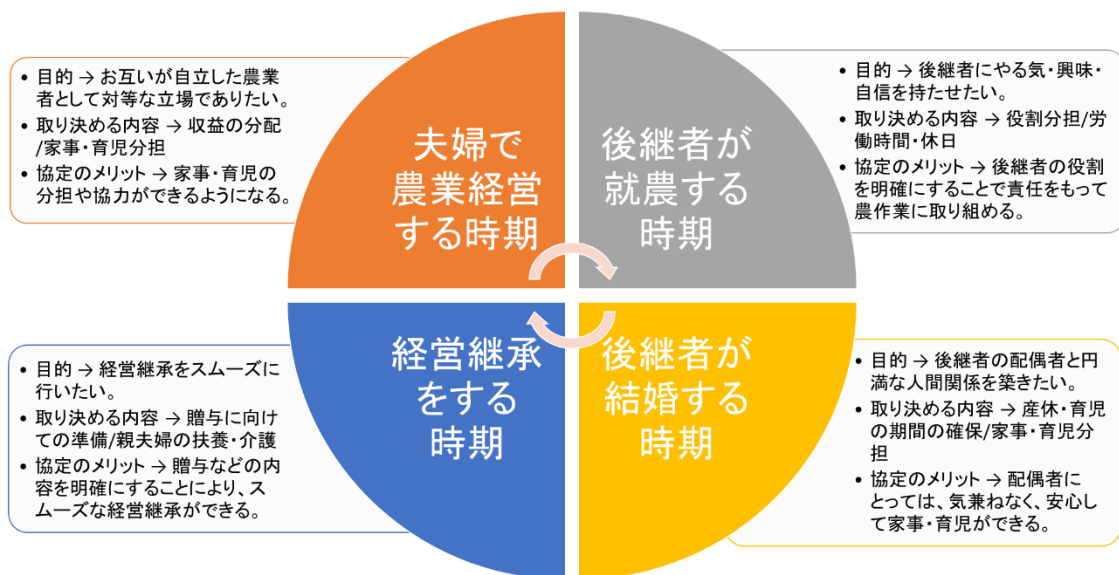 • 目的 → お互いが自立した農業
者として対等な立場でありたい。
• 取り決める内容 → 収益の分配
/家事・育児分担
• 協定のメリット → 家事・育児の
分担や協力ができるようになる。
夫婦で
農業経営
する時期
後継者が
就農する
時期
• 目的 → 後継者にやる気・興味・
自信を持たせたい。
• 取り決める内容 → 役割分担/労
働時間・休日
• 協定のメリット → 後継者の役割
を明確にすることで責任をもって
農作業に取り組める。
• 目的 → 経営継承をスムーズに
行いたい。
• 取り決める内容 → 贈与に向け
ての準備/親夫婦の扶養・介護
• 協定のメリット → 贈与などの内
容を明確にすることにより、ス
ムーズな経営継承ができる。
経営継承
をする
時期
後継者が
結婚する
時期
• 目的 → 後継者の配偶者と円
満な人間関係を築きたい。
• 取り決める内容 → 産休・育児
の期間の確保/家事・育児分
担
• 協定のメリット → 配偶者に
とっては、気兼ねなく、安心し
て家事・育児ができる。